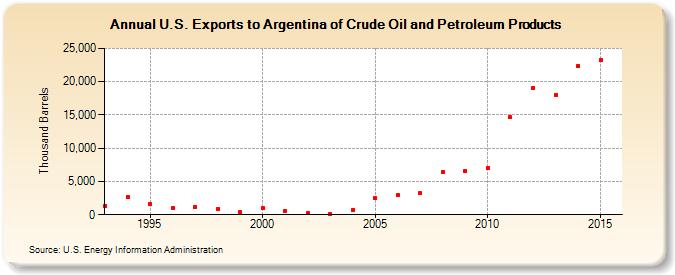 Annual U.S. Exports to Argentina of Crude Oil and Petroleum Products
Thousand Barrels
25,000
20,000
15,000
10,000
5,000
0
1995 2000 2005 2010 2015
Source: U.S. Energy Information Administration